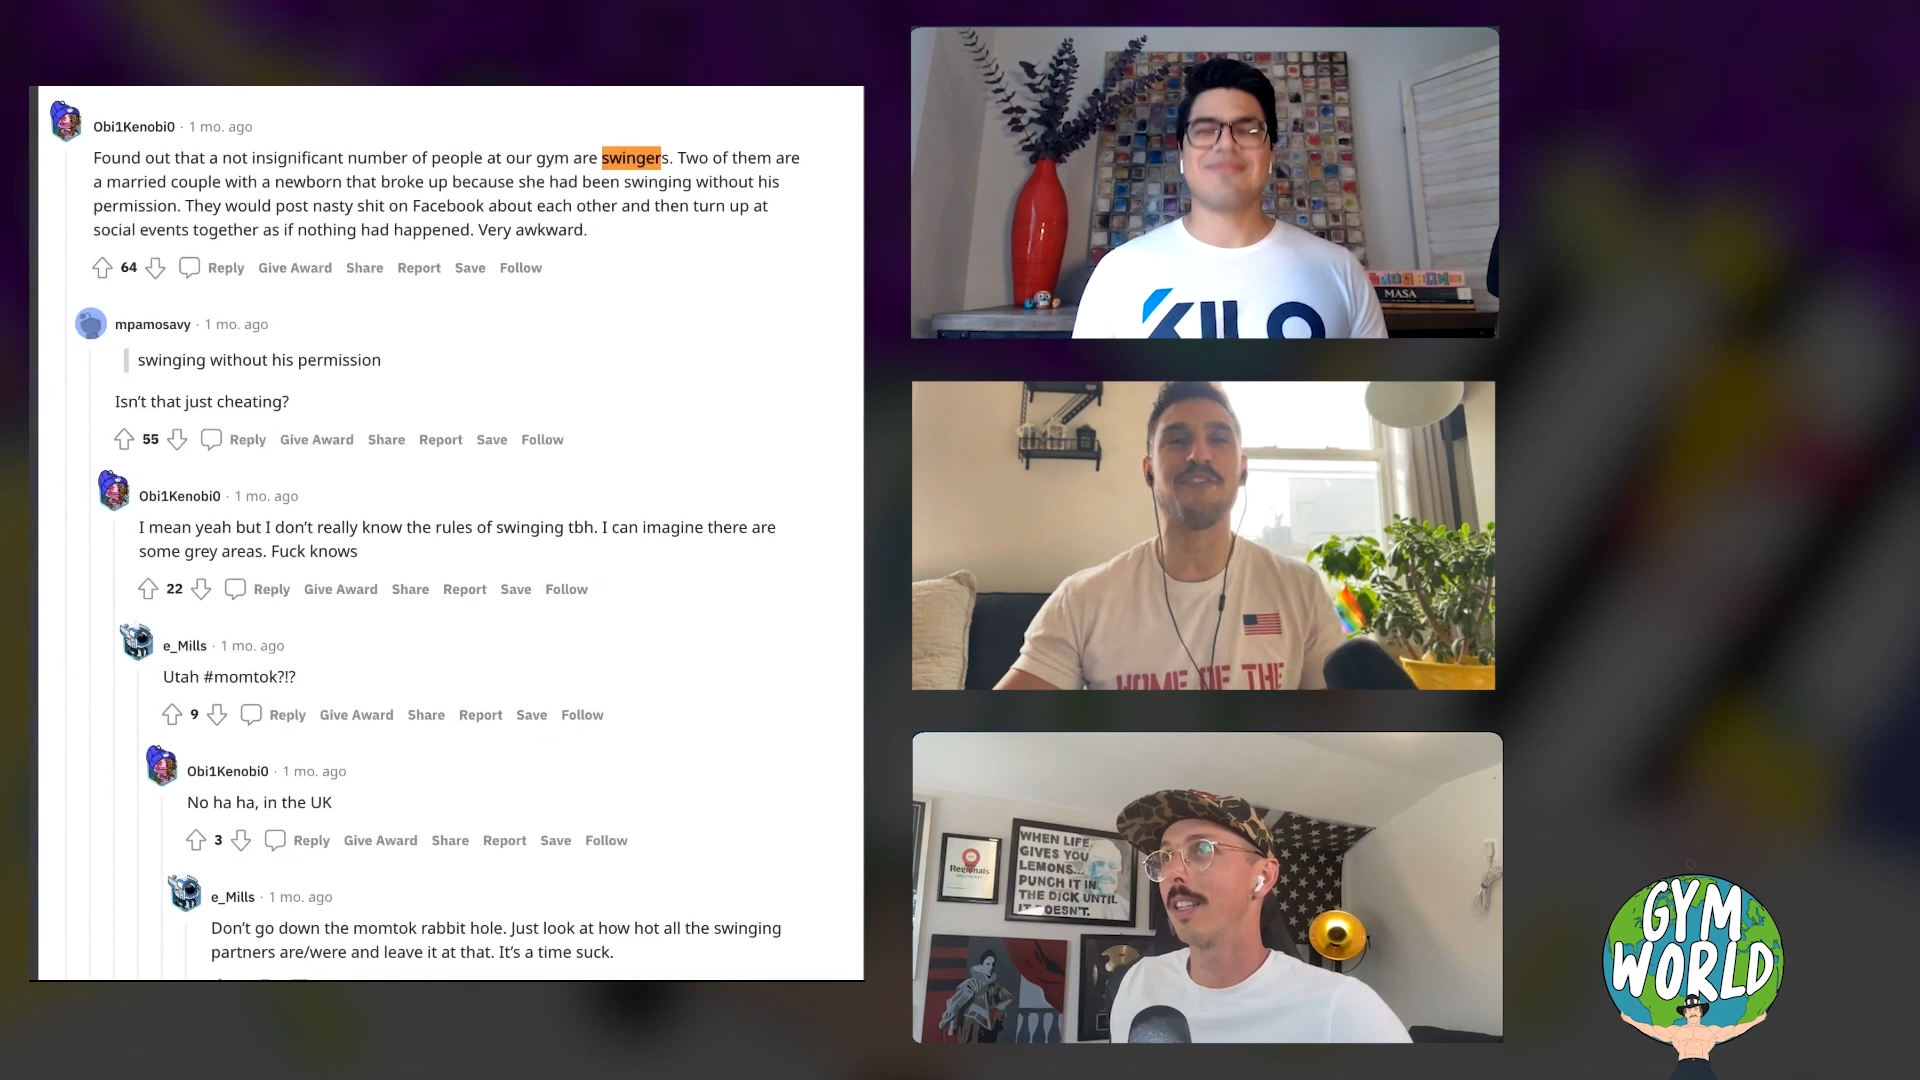 Obi1Kenobi0 · 1 mo. ago
Found out that a not insignificant number of people at our gym are swingers. Two of them are
a married couple with a newborn that broke up because she had been swinging without his
permission. They would post nasty shit on Facebook about each other and then turn up at
social events together as if nothing had happened. Very awkward.
64 Reply Give Award Share Report Save Follow
mpamosavy · 1 mo. ago
swinging without his permission
Isn't that just cheating?
55 Reply Give Award Share Report Save Follow
Obi1Kenobi0 · 1 mo. ago
I mean yeah but I don't really know the rules of swinging tbh. I can imagine there are
some grey areas. Fuck knows
22 Reply Give Award Share Report Save Follow
e_Mills · 1 mo. ago
Utah #momtok?!?
9 Reply Give Award Share Report Save Follow
Obi1Kenobi0 · 1 mo. ago
No ha ha, in the UK
3 Reply Give Award Share Report Save Follow
e_Mills · 1 mo. ago
Don't go down the momtok rabbit hole. Just look at how hot all the swinging
partners are/were and leave it at that. It's a time suck.
KILO
MASA
HOME OF THE
Regionals
WHEN LIFE
GIVES YOU
LEMONS...
PUNCH IT IN
THE DICK UNTIL
IT DOESN'T.
GYM
WORLD